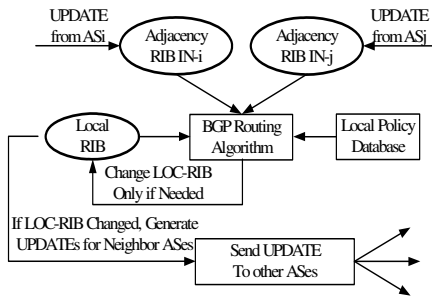 UPDATE
from ASi
Adjacency
RIB IN-i
Adjacency
RIB IN-j
UPDATE
from ASj
Local
RIB
BGP Routing
Algorithm
Local Policy
Database
Change LOC-RIB
Only if Needed
If LOC-RIB Changed, Generate
UPDATEs for Neighbor ASes
Send UPDATE
To other ASes